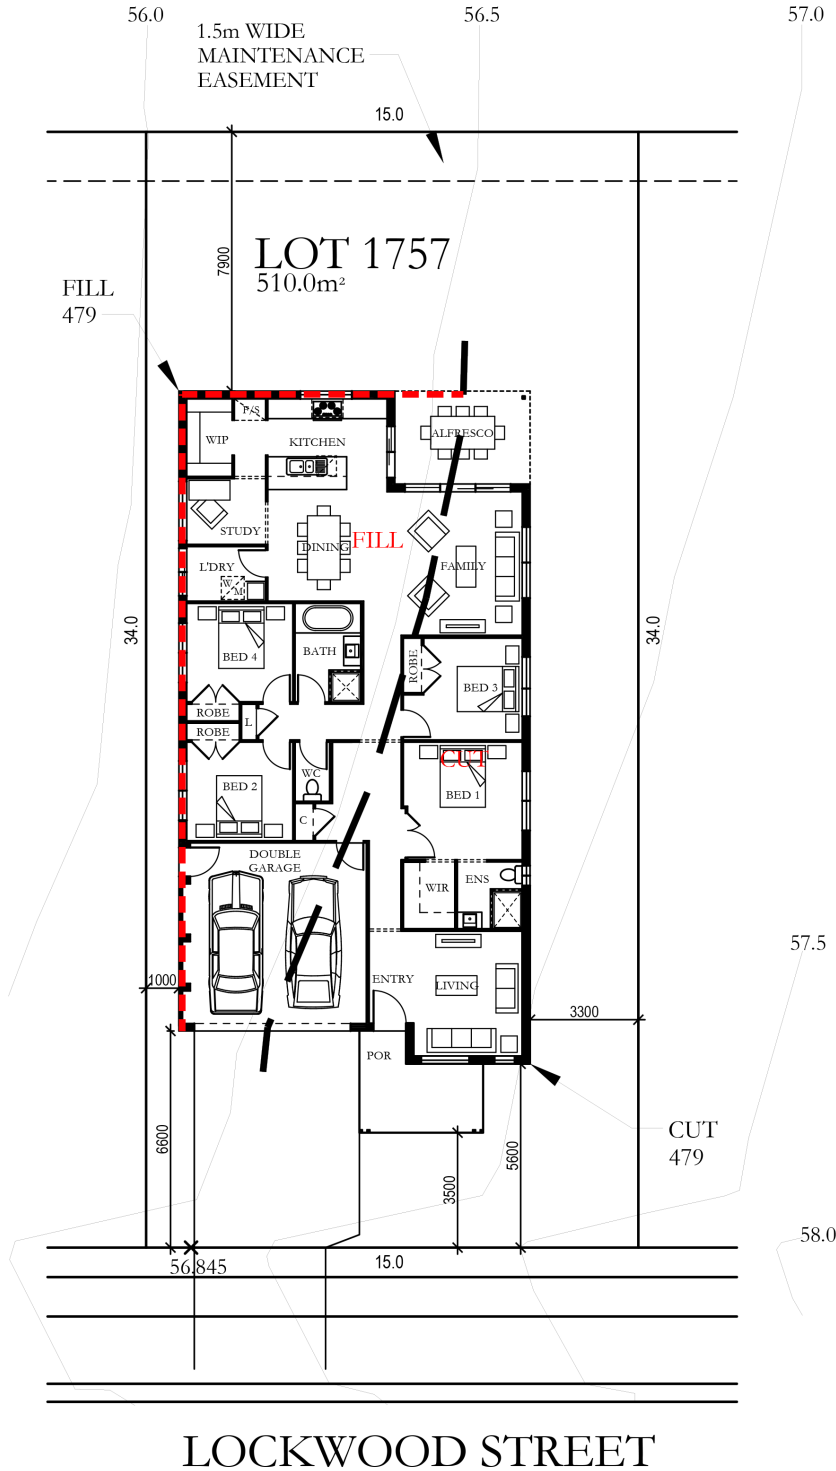 56.0
56.5
57.0
1.5m WIDE
MAINTENANCE
EASEMENT
15.0
7900
LOT 1757
510.0m²
FILL
479
P/S
WIP
KITCHEN
ALFRESCO
STUDY
DINING
FILL
L'DRY
W
M
FAMILY
34.0
34.0
BED 4
BATH
ROBE
BED 3
ROBE
L
ROBE
WC
CUT
BED 2
BED 1
C
DOUBLE
GARAGE
WIR
ENS
57.5
1000
ENTRY
LIVING
3300
POR
CUT
479
6600
3500
5600
58.0
56.845
15.0
LOCKWOOD STREET